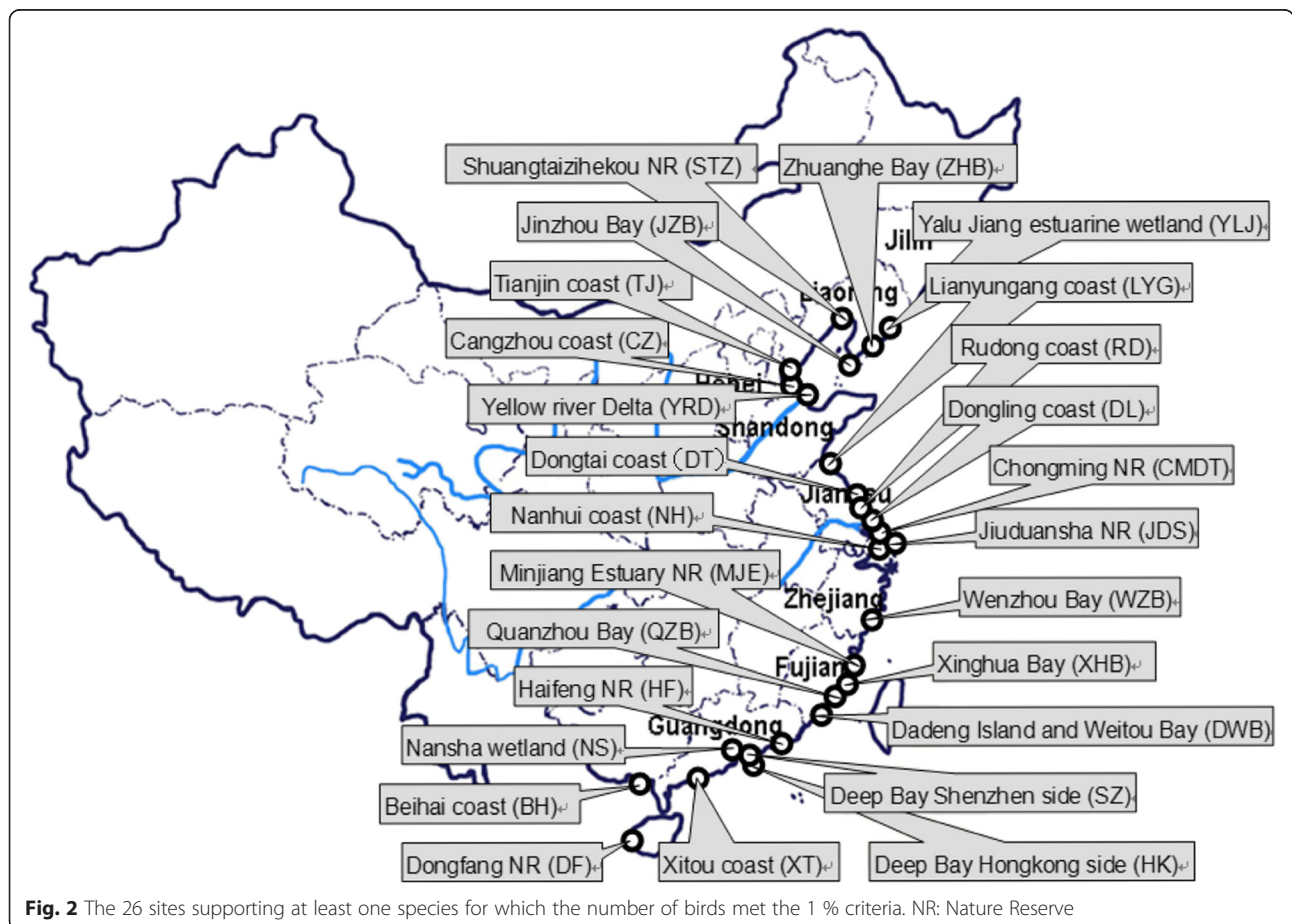 Shuangtaizihekou NR (STZ)
Zhuanghe Bay (ZHB)
Jinzhou Bay (JZB)
Yalu Jiang estuarine wetland (YLJ)
Jilin
Tianjin coast (TJ)
Liaoning
Lianyungang coast (LYG)
Cangzhou coast (CZ)
Rudong coast (RD)
Hebei
Yellow river Delta (YRD)
Dongling coast (DL)
Shandong
Dongtai coast (DT)
Chongming NR (CMDT)
Jiangsu
Nanhui coast (NH)
Jiuduansha NR (JDS)
Minjiang Estuary NR (MJE)
Zhejiang
Wenzhou Bay (WZB)
Quanzhou Bay (QZB)
Fujian
Xinghua Bay (XHB)
Haifeng NR (HF)
Guangdong
Dadeng Island and Weitou Bay (DWB)
Nansha wetland (NS)
Deep Bay Shenzhen side (SZ)
Beihai coast (BH)
Dongfang NR (DF)
Xitou coast (XT)
Deep Bay Hongkong side (HK)
Fig. 2 The 26 sites supporting at least one species for which the number of birds met the 1 % criteria. NR: Nature Reserve